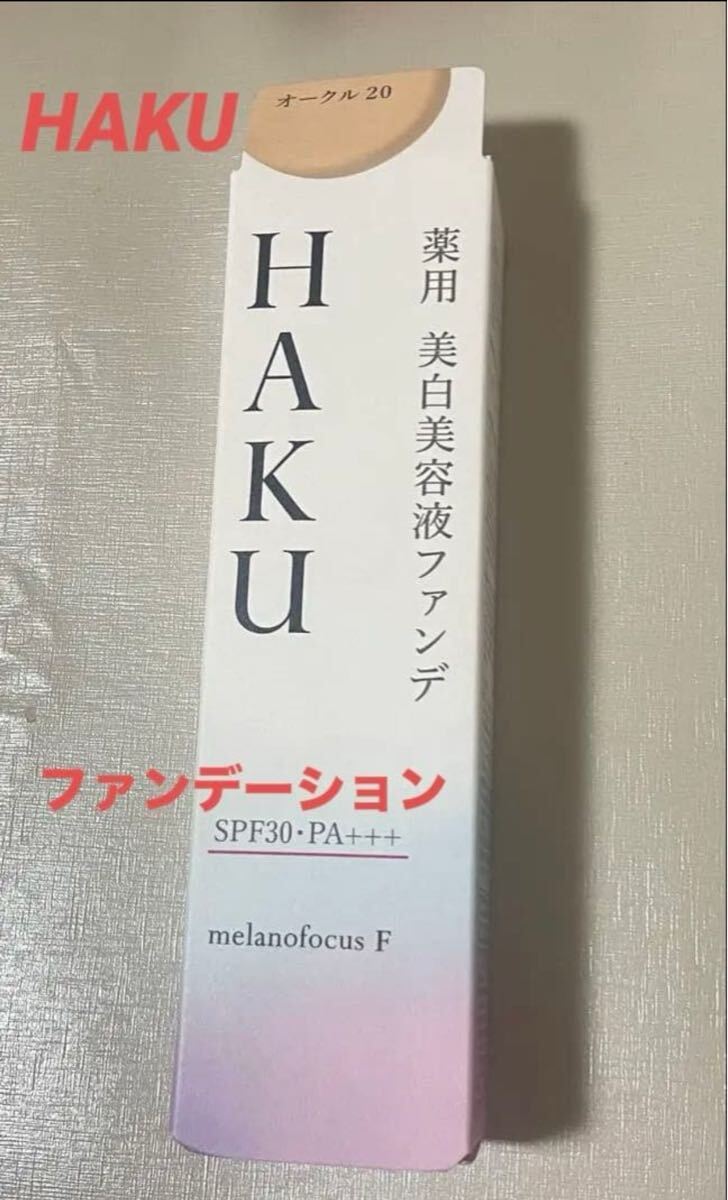 HAKU
オークル 20
HAKU
薬用 美白美容液ファンデ
ファンデーション
SPF30・PA+++
melanofocus F